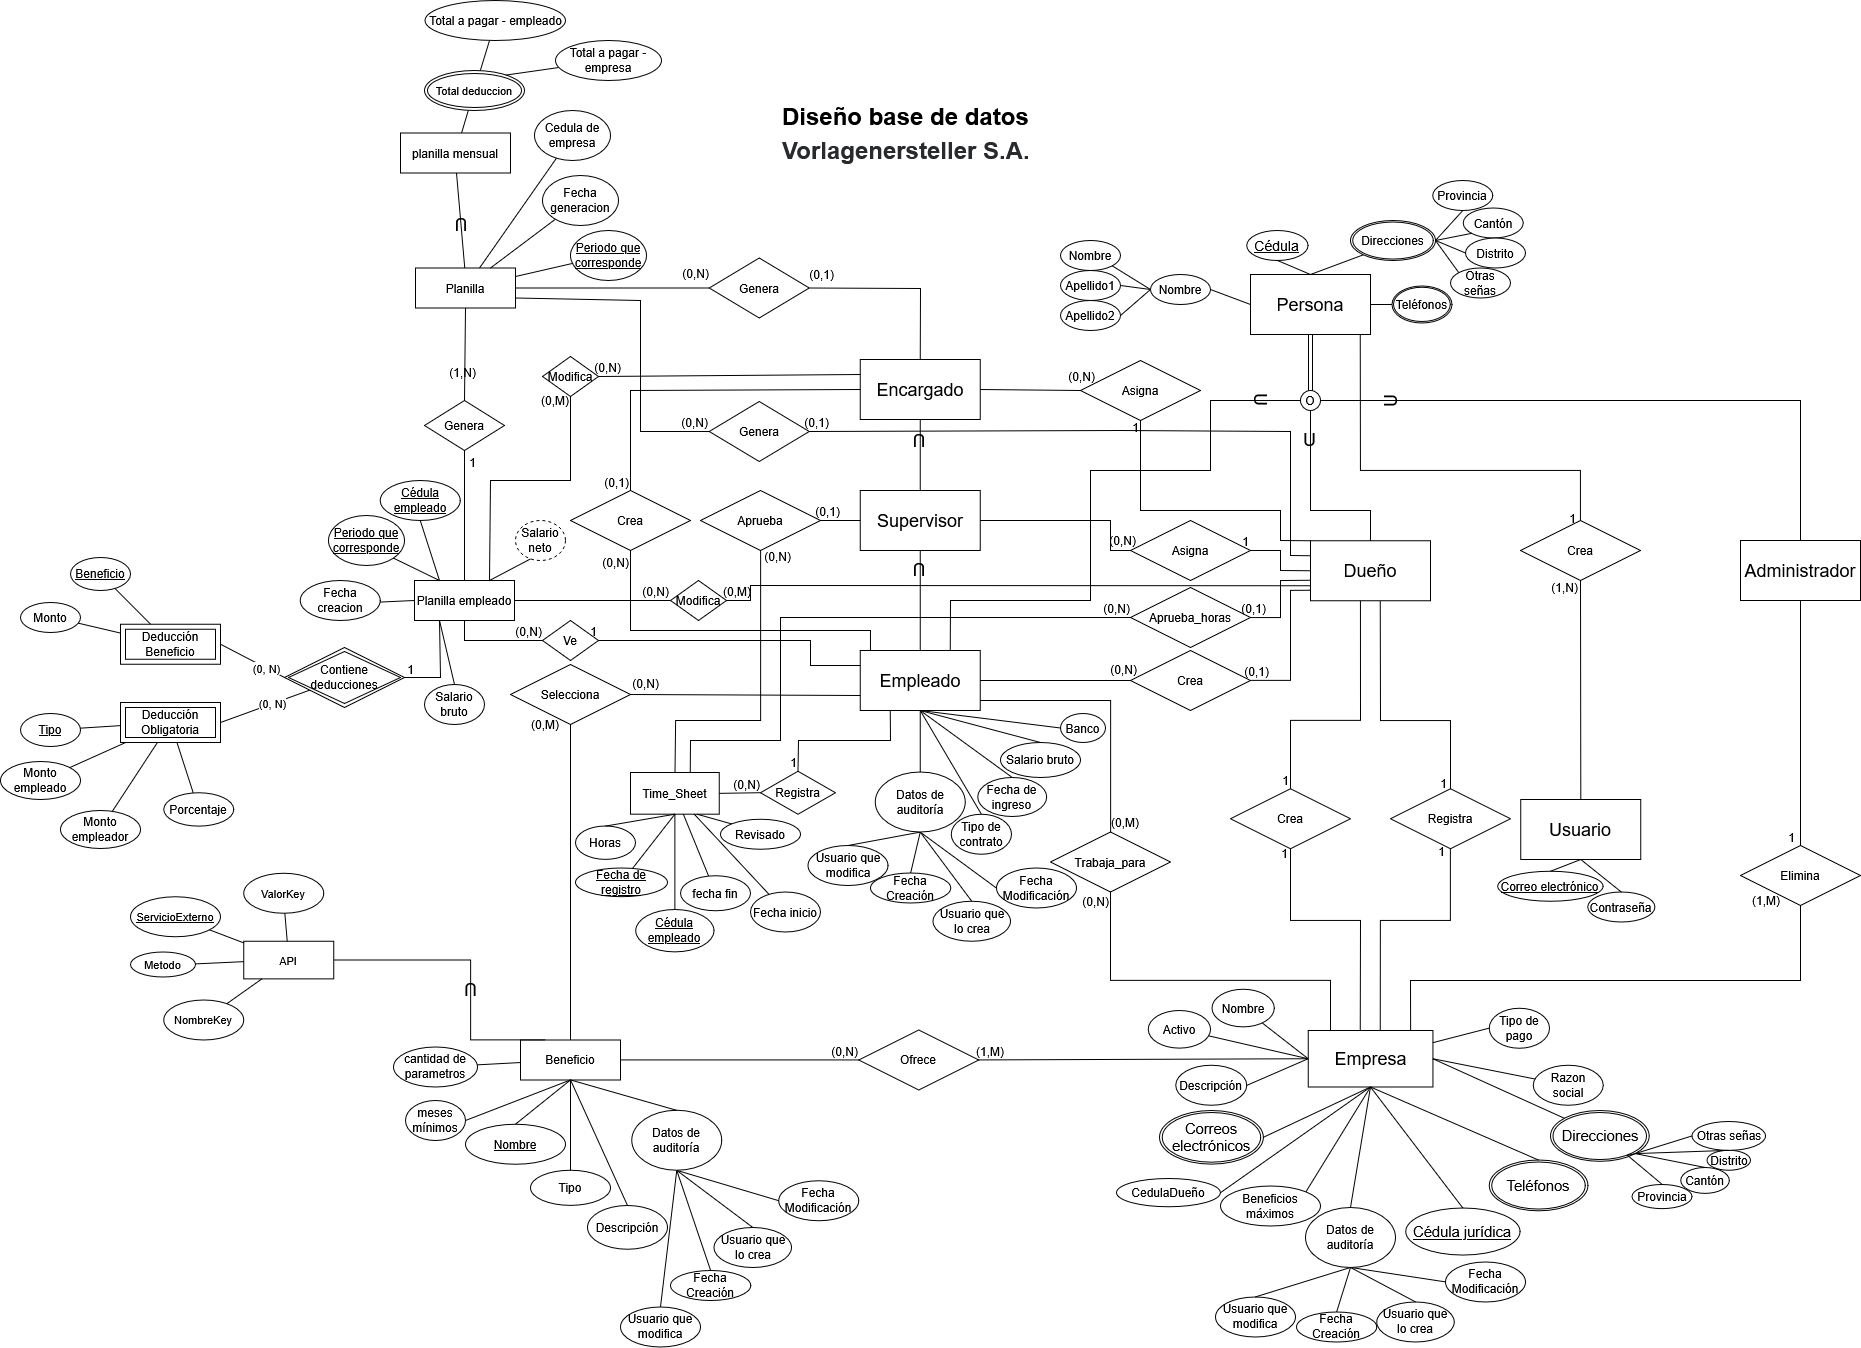 Total a pagar - empleado
Total a pagar -
empresa
Total deduccion
planilla mensual
Cedula de
empresa
Fecha
generacion
Periodo que
corresponde
Planilla
Diseño base de datos
Vorlagenersteller S.A.
Provincia
Cantón
Distrito
Otras
señas
Direcciones
Cédula
Nombre
Apellido1
Apellido2
Nombre
Persona
Teléfonos
(0,N)
Genera
(0,1)
(1,N)
Genera
1
Modifica
(0,N)
(0,M)
Encargado
(0,N)
Asigna
1
O
(0,N)
Genera
(0,1)
(0,1)
Crea
(0,N)
Aprueba
(0,1)
(0,N)
Supervisor
(0,N)
Asigna
1
Dueño
1
Crea
(1,N)
Administrador
Cédula
empleado
Periodo que
corresponde
Salario
neto
Fecha
creacion
Planilla empleado
(0,N)
Modifica
(0,M)
(0,N)
Aprueba_horas
(0,1)
Beneficio
Monto
Deducción
Beneficio
(0, N)
Contiene
deducciones
1
(0, N)
(0,N)
Ve
1
Selecciona
(0,N)
(0,M)
Empleado
(0,N)
Crea
(0,1)
Salario
bruto
Tipo
Deducción
Obligatoria
Monto
empleado
Monto
empleador
Porcentaje
Time_Sheet
(0,N)
Registra
1
Horas
Fecha de
registro
Cédula
empleado
fecha fin
Fecha inicio
Revisado
Banco
Salario bruto
Fecha de
ingreso
Tipo de
contrato
Datos de
auditoría
Usuario que
modifica
Fecha
Creación
Usuario que
lo crea
Fecha
Modificación
(0,M)
Trabaja_para
(0,N)
1
Crea
1
1
Registra
1
Usuario
Correo electrónico
Contraseña
1
Elimina
(1,M)
ValorKey
ServicioExterno
Metodo
NombreKey
API
cantidad de
parametros
Beneficio
(0,N)
Ofrece
(1,M)
meses
mínimos
Nombre
Tipo
Descripción
Datos de
auditoría
Fecha
Modificación
Usuario que
lo crea
Fecha
Creación
Usuario que
modifica
Nombre
Activo
Descripción
Empresa
Tipo de
pago
Razon
social
Direcciones
Otras señas
Distrito
Cantón
Provincia
Teléfonos
Correos
electrónicos
CedulaDueño
Beneficios
máximos
Datos de
auditoría
Cédula jurídica
Fecha
Modificación
Usuario que
modifica
Fecha
Creación
Usuario que
lo crea